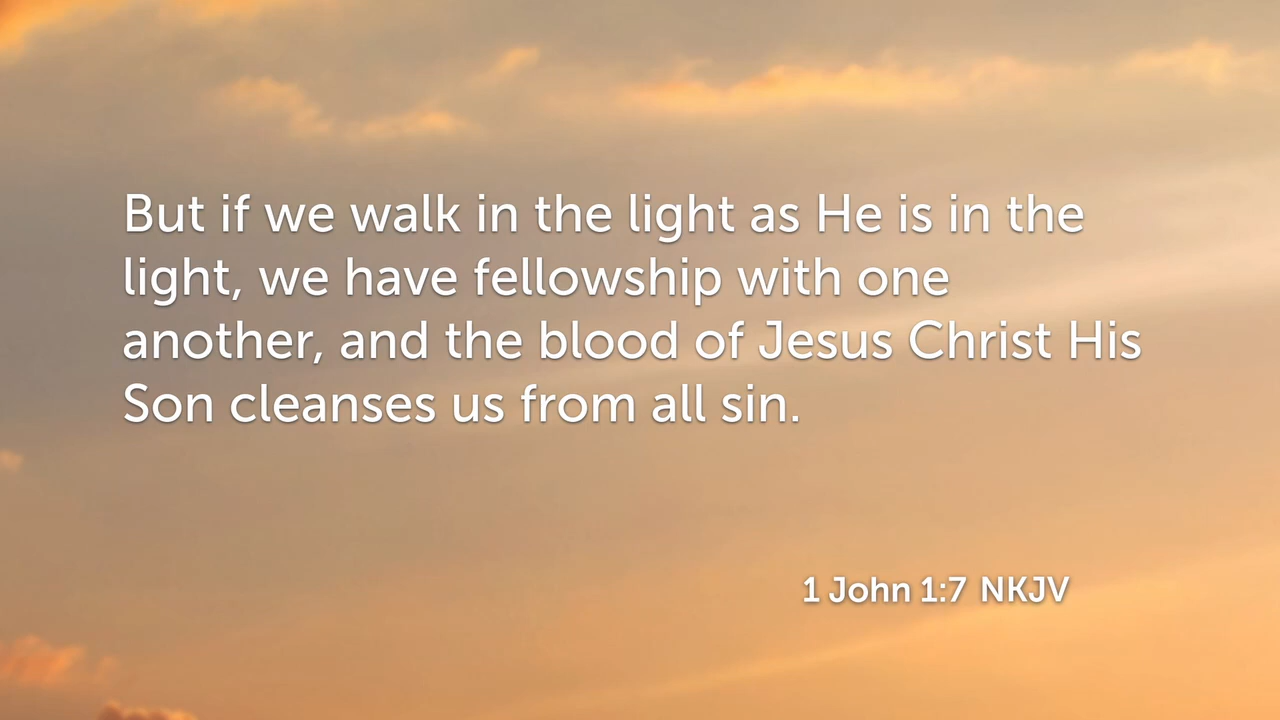 But if we walk in the light as He is in the
light, we have fellowship with one
another, and the blood of Jesus Christ His
Son cleanses us from all sin.
1 John 1:7 NKJV